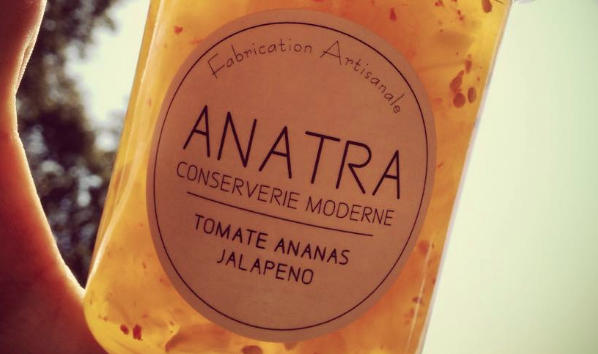 Fabrication Artisanale
ANATRA
CONSERVERIE MODERNE
TOMATE ANANAS
JALAPENO